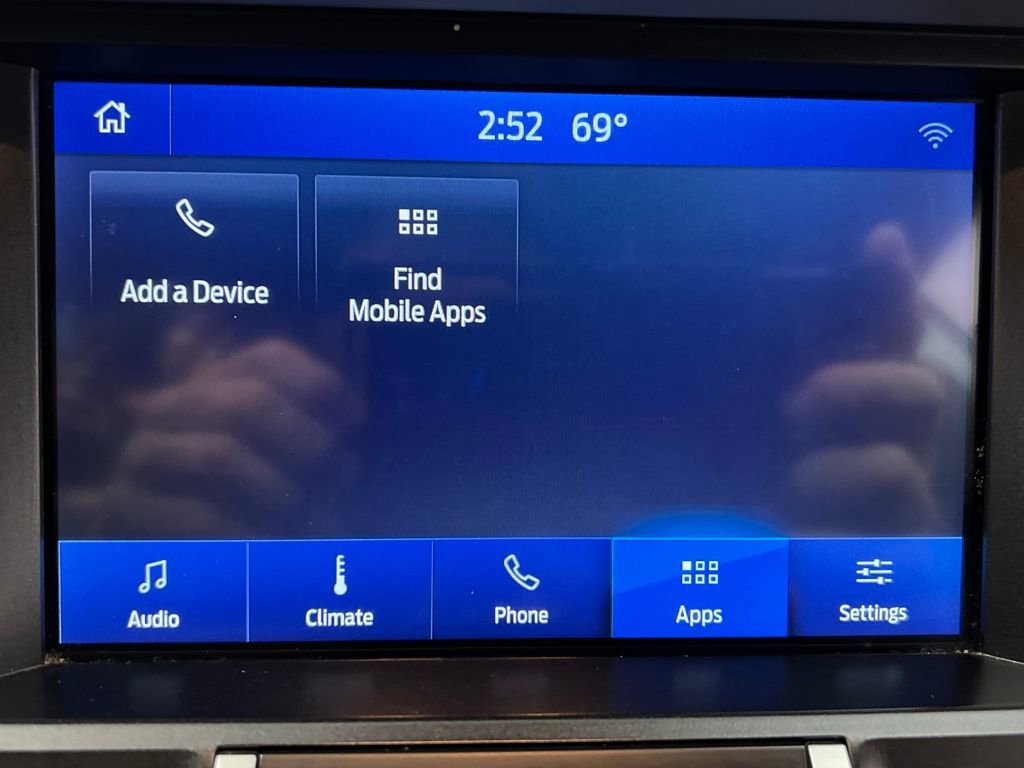 2:52 69°
Add a Device
Find
Mobile Apps
Audio
Climate
Phone
Apps
Settings